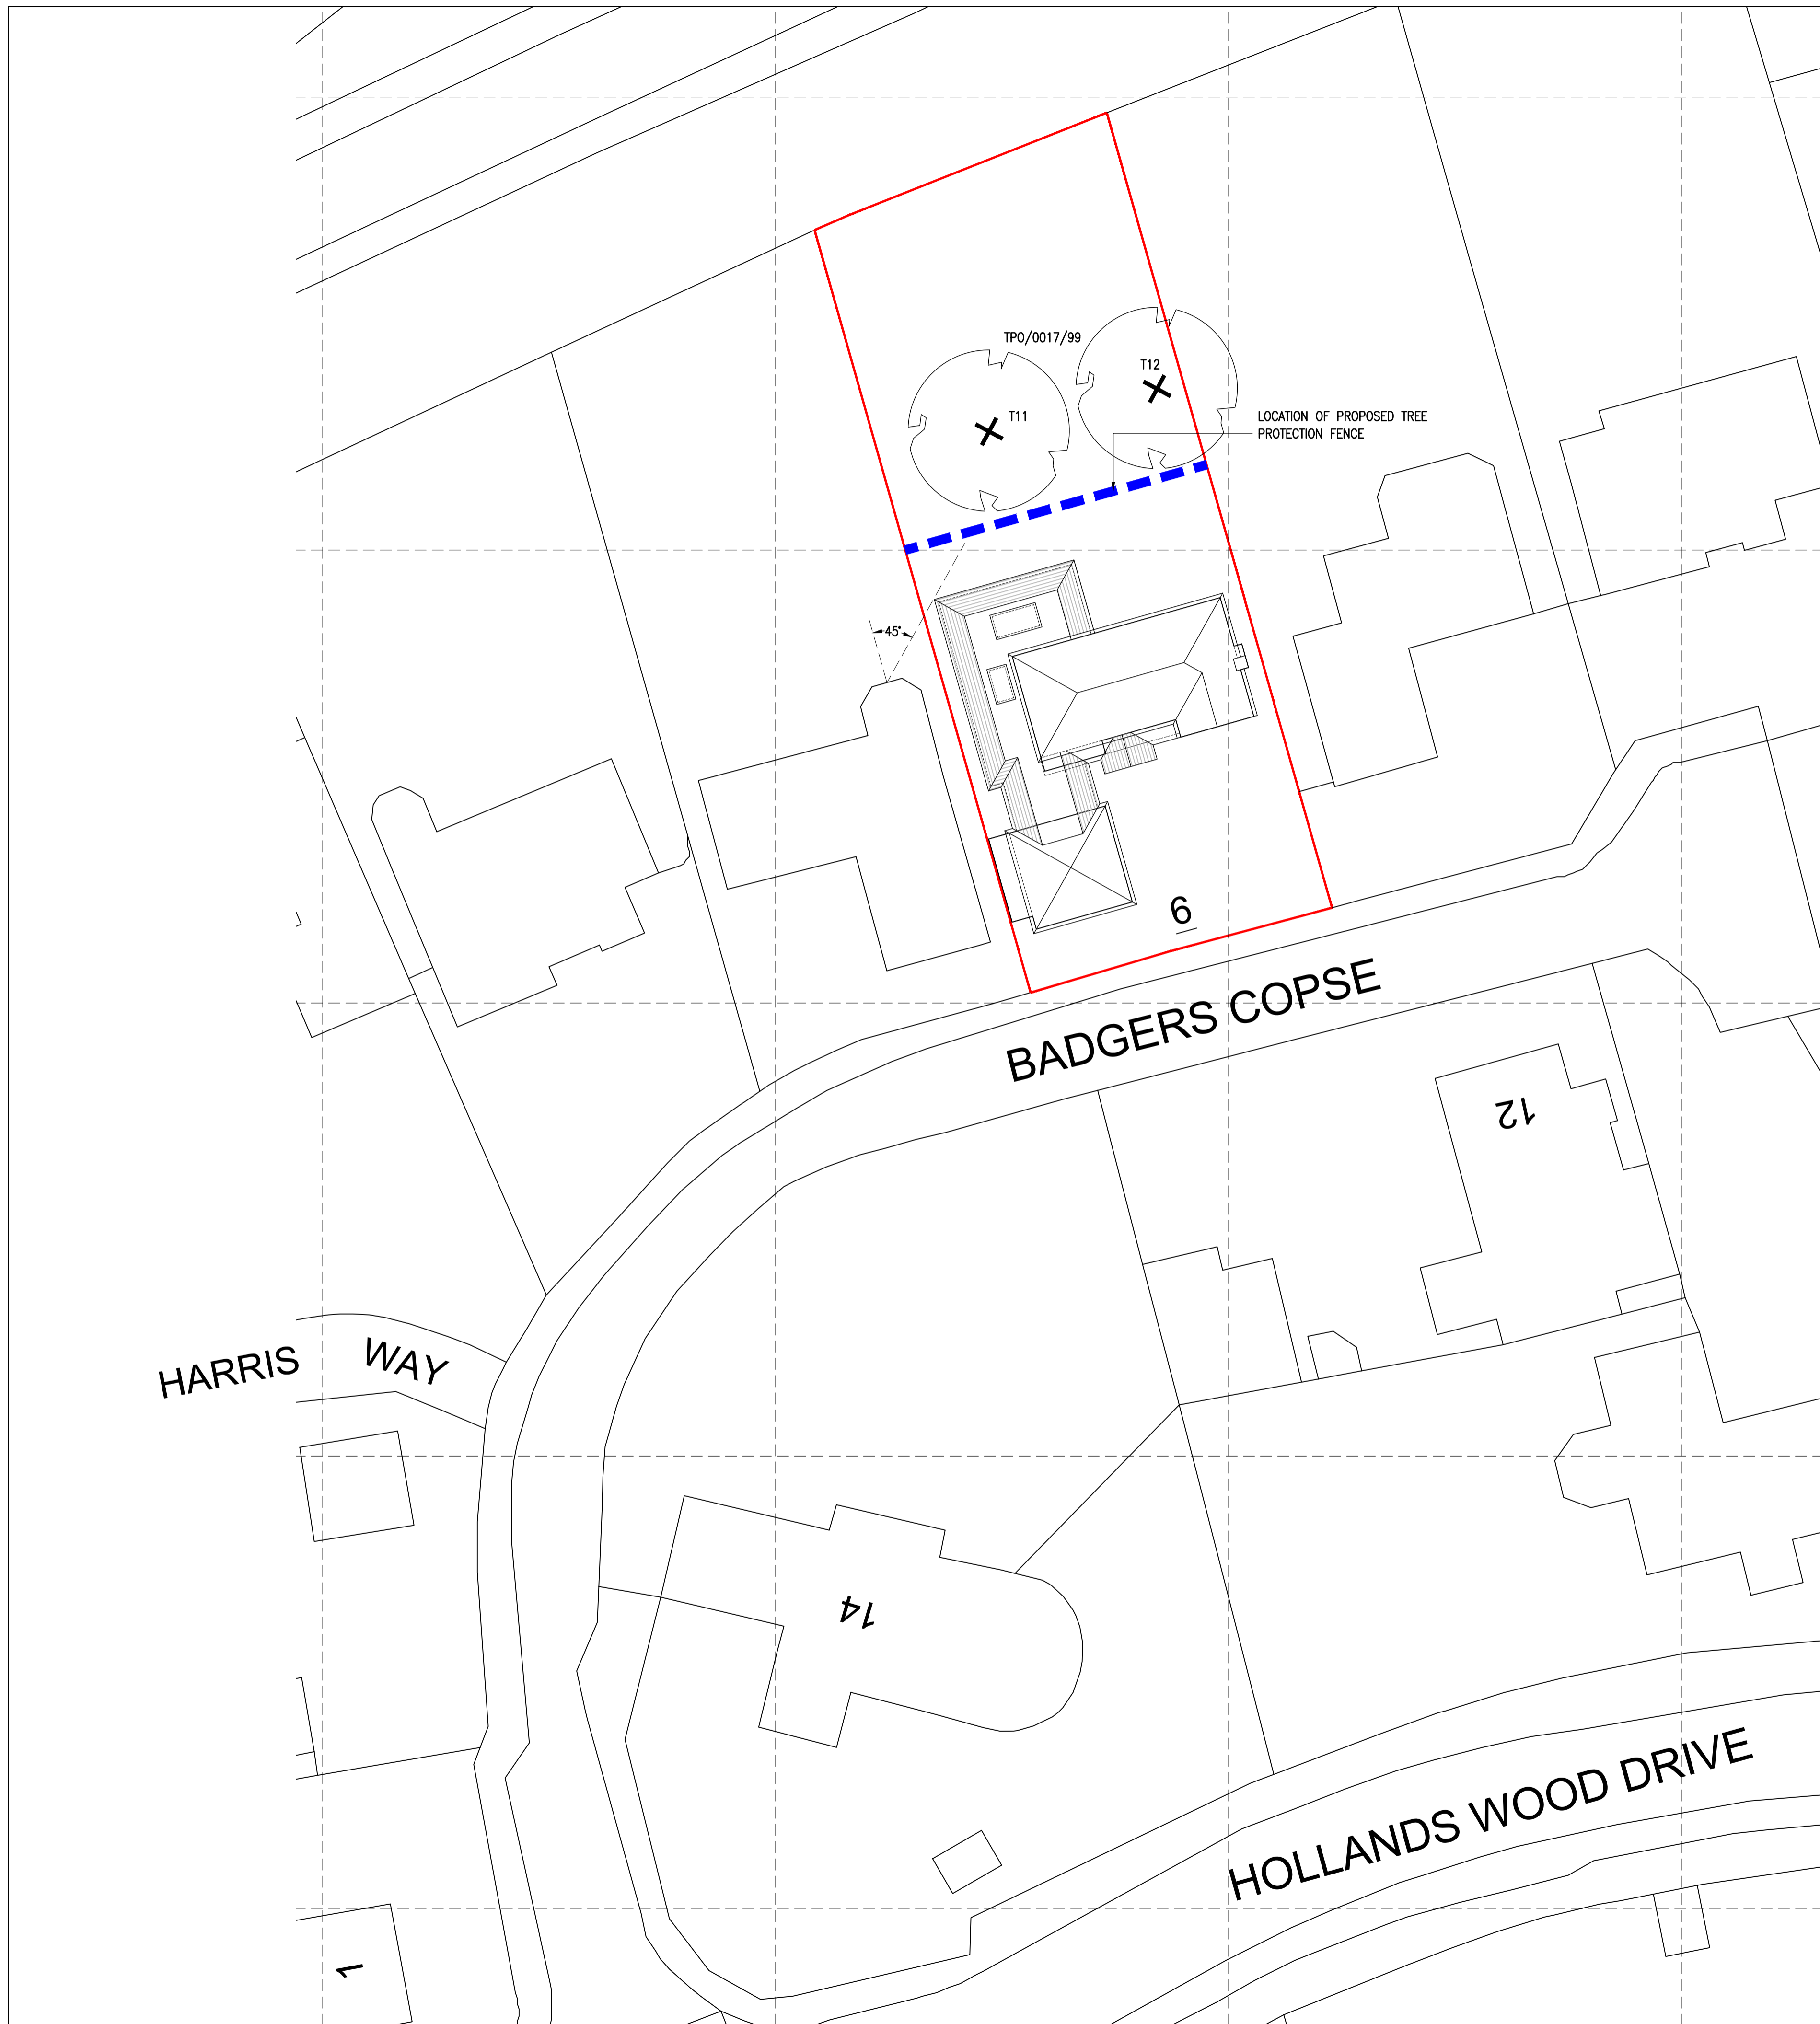 TPO/0017/99
T12
T11
LOCATION OF PROPOSED TREE
PROTECTION FENCE
45°
6
BADGERS COPSE
12
HARRIS WAY
14
HOLLANDS WOOD DRIVE
1